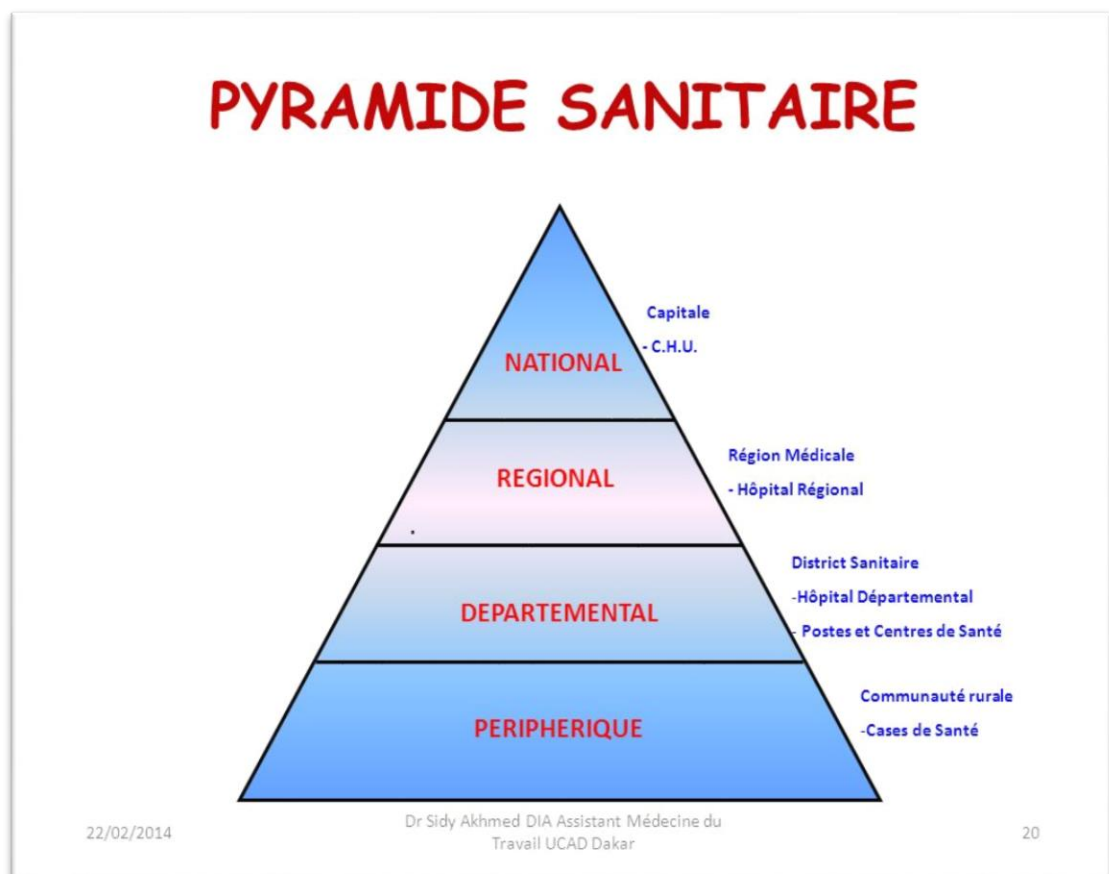 PYRAMIDE SANITAIRE
Capitale
- C.H.U.
NATIONAL
Région Médicale
- Hôpital Régional
REGIONAL
District Sanitaire
-Hôpital Départemental
- Postes et Centres de Santé
DEPARTEMENTAL
Communauté rurale
-Cases de Santé
PERIPHERIQUE
22/02/2014
Dr Sidy Akhmed DIA Assistant Médecine du
Travail UCAD Dakar
20